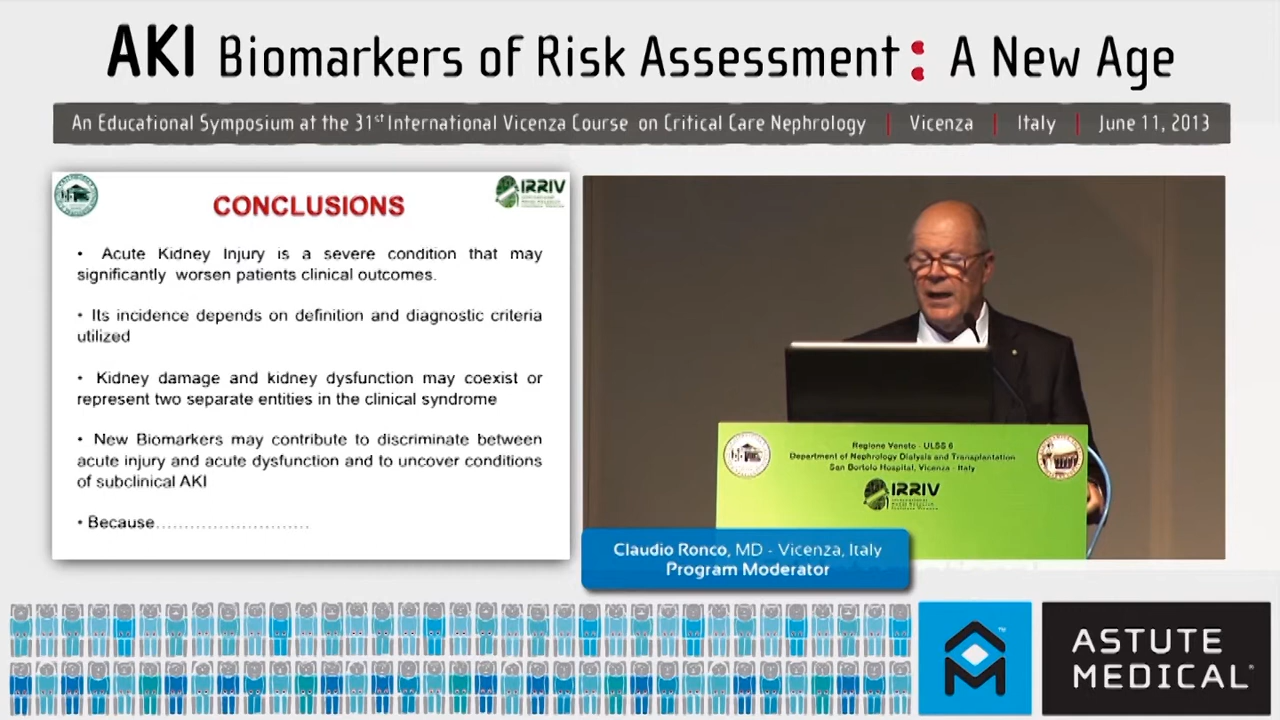 AKI Biomarkers of Risk Assessment: A New Age
An Educational Symposium at the 31st International Vicenza Course on Critical Care Nephrology | Vicenza | Italy | June 11, 2013
IRRIV
CONCLUSIONS
• Acute Kidney Injury is a severe condition that may
significantly worsen patients clinical outcomes.
• Its incidence depends on definition and diagnostic criteria
utilized
• Kidney damage and kidney dysfunction may coexist or
represent two separate entities in the clinical syndrome
• New Biomarkers may contribute to discriminate between
acute injury and acute dysfunction and to uncover conditions
of subclinical AKI
• Because..........................
Regione Veneto - ULSS 6
Department of Nephrology Dialysis and Transplantation
San Bortolo Hospital, Vicenza - Italy
IRRIV
Claudio Ronco, MD - Vicenza, Italy
Program Moderator
ASTUTE
MEDICAL®